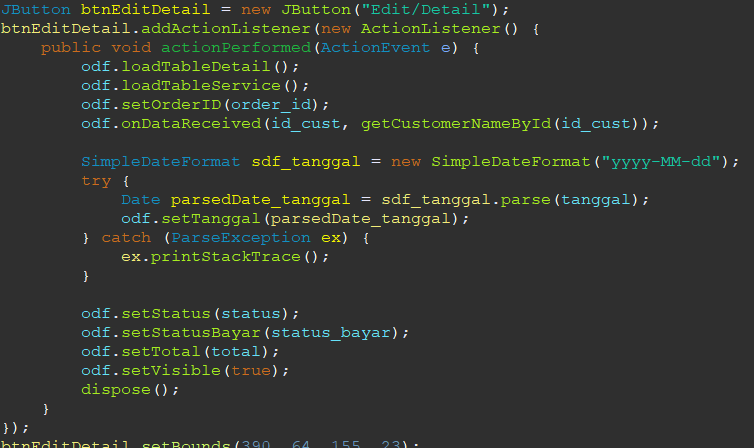 JButton btnEditDetail = new JButton("Edit/Detail");
btnEditDetail.addActionListener(new ActionListener() {
    public void actionPerformed(ActionEvent e) {
        odf.loadTableDetail();
        odf.loadTableService();
        odf.setOrderID(order_id);
        odf.onDataReceived(id_cust, getCustomerNameById(id_cust));

        SimpleDateFormat sdf_tanggal = new SimpleDateFormat("yyyy-MM-dd");
        try {
            Date parsedDate_tanggal = sdf_tanggal.parse(tanggal);
            odf.setTanggal(parsedDate_tanggal);
        } catch (ParseException ex) {
            ex.printStackTrace();
        }

        odf.setStatus(status);
        odf.setStatusBayar(status_bayar);
        odf.setTotal(total);
        odf.setVisible(true);
        dispose();
    }
});
btnEditDetail.setBounds(390, 64, 155, 23);